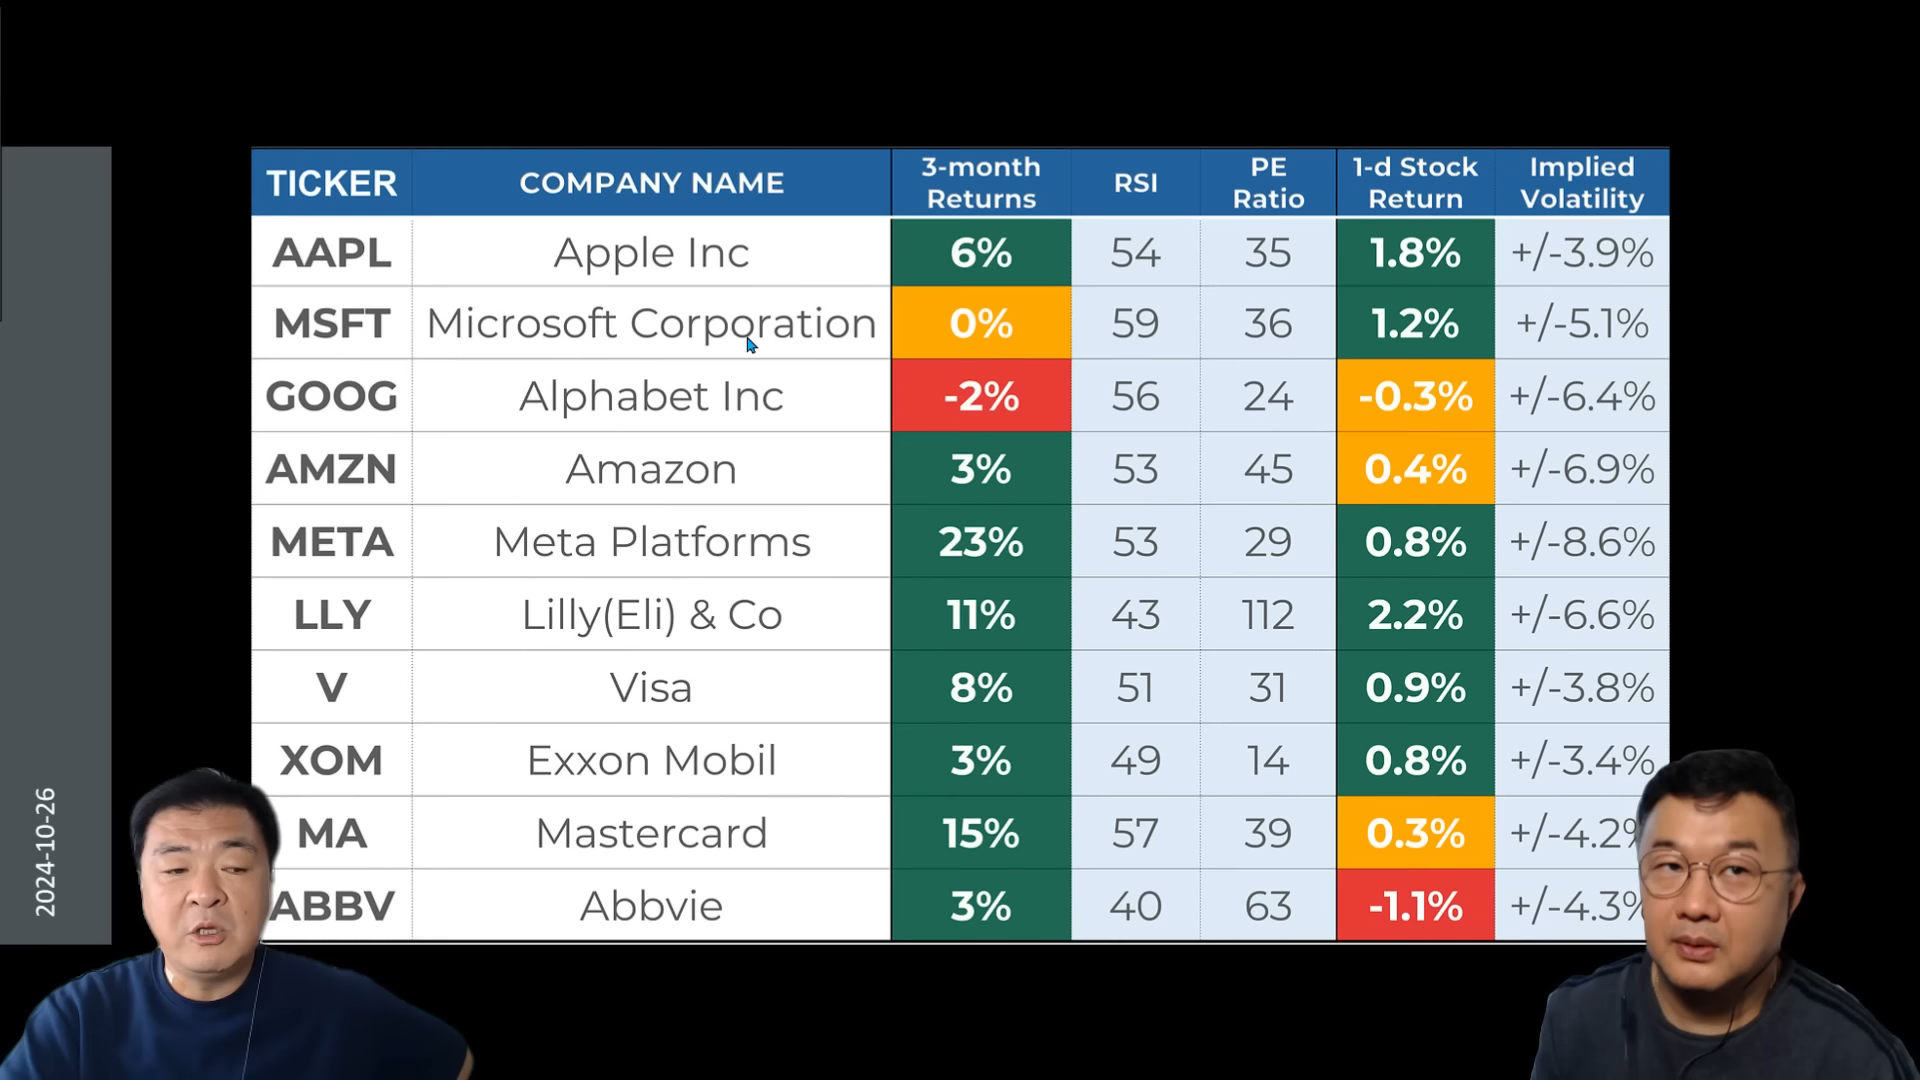 TICKER COMPANY NAME 3-month Returns RSI PE Ratio 1-d Stock Return Implied Volatility
AAPL Apple Inc 6% 54 35 1.8% +/-3.9%
MSFT Microsoft Corporation 0% 59 36 1.2% +/-5.1%
GOOG Alphabet Inc -2% 56 24 -0.3% +/-6.4%
AMZN Amazon 3% 53 45 0.4% +/-6.9%
META Meta Platforms 23% 53 29 0.8% +/-8.6%
LLY Lilly(Eli) & Co 11% 43 112 2.2% +/-6.6%
V Visa 8% 51 31 0.9% +/-3.8%
XOM Exxon Mobil 3% 49 14 0.8% +/-3.4%
MA Mastercard 15% 57 39 0.3% +/-4.2%
ABBV Abbvie 3% 40 63 -1.1% +/-4.3%
2024-10-26